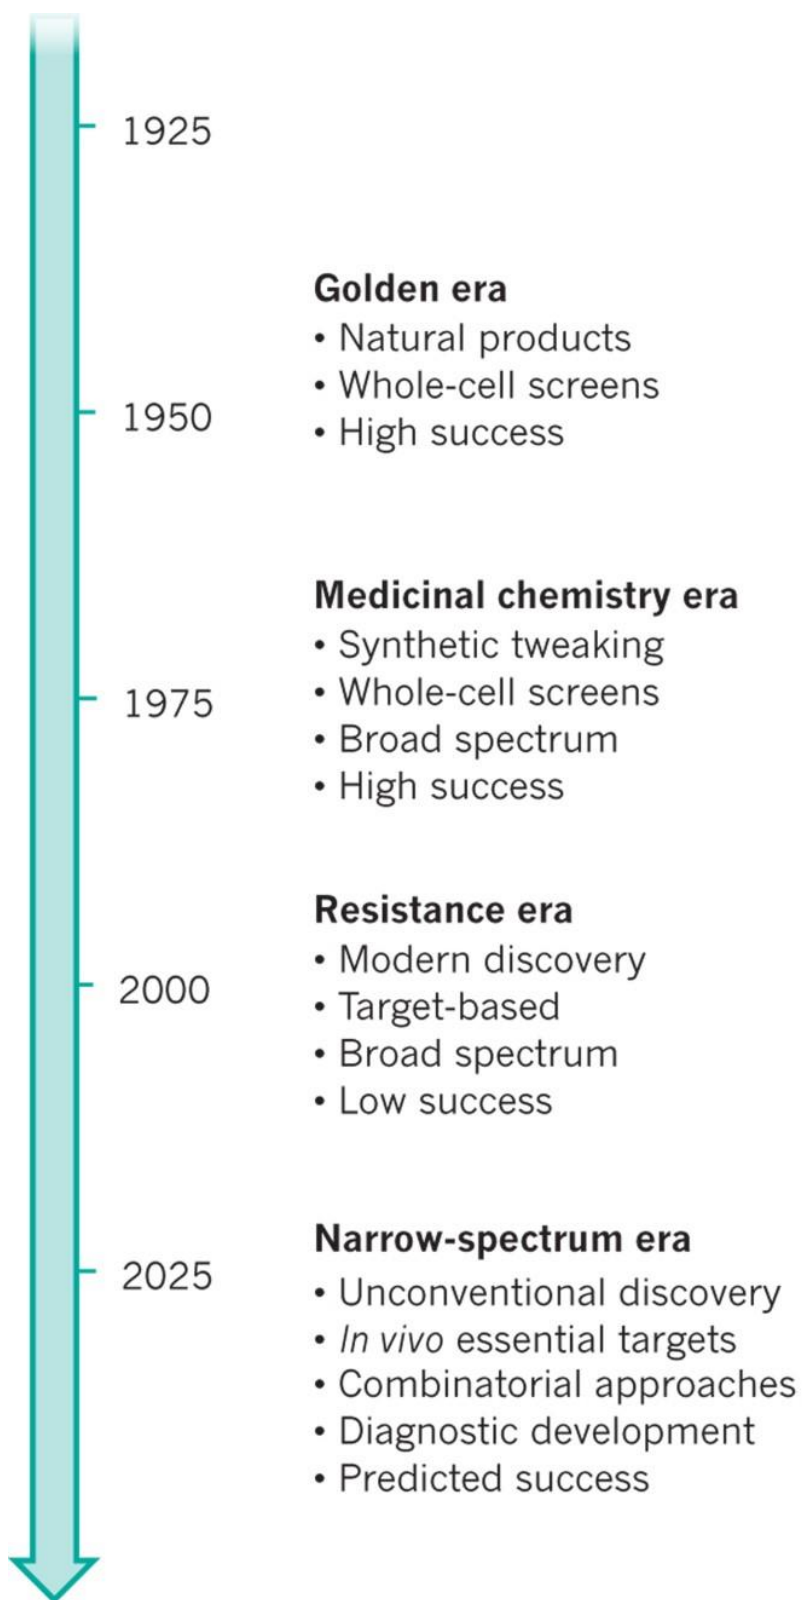 1925
Golden era
• Natural products
• Whole-cell screens
1950
• High success
Medicinal chemistry era
• Synthetic tweaking
• Whole-cell screens
1975
• Broad spectrum
• High success
Resistance era
• Modern discovery
2000
• Target-based
• Broad spectrum
• Low success
Narrow-spectrum era
2025
• Unconventional discovery
• In vivo essential targets
• Combinatorial approaches
• Diagnostic development
• Predicted success